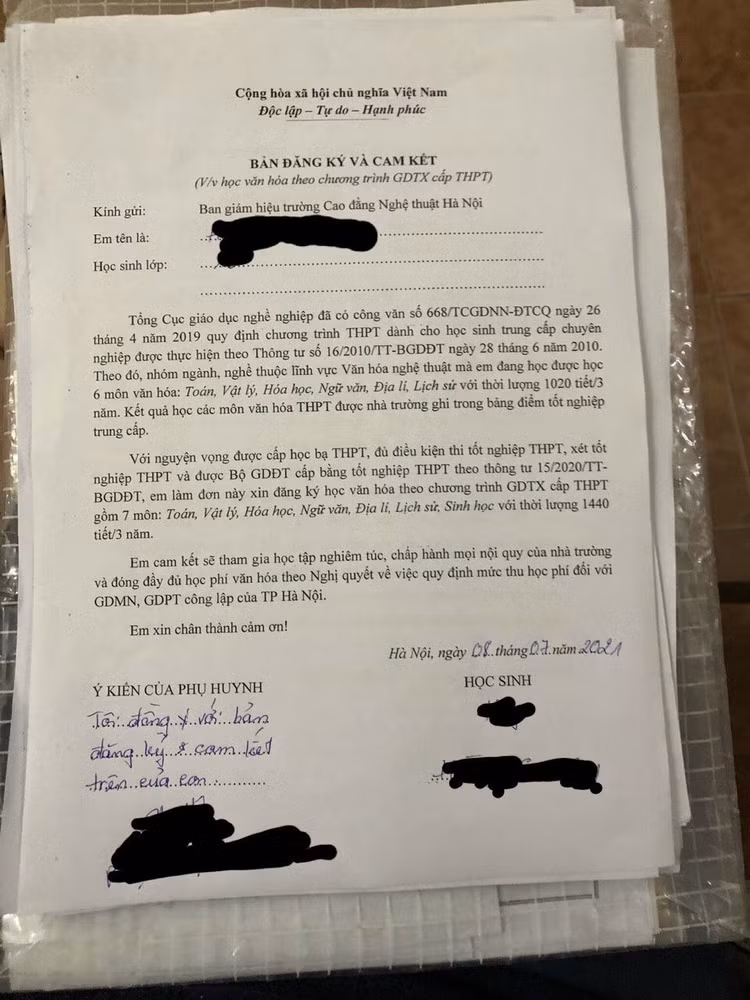 Cộng hòa xã hội chủ nghĩa Việt Nam
Độc lập – Tự do – Hạnh phúc
BẢN ĐĂNG KÝ VÀ CAM KẾT
(V/v học văn hóa theo chương trình GDTX cấp THPT)
Kính gửi: Ban giám hiệu trường Cao đẳng Nghệ thuật Hà Nội
Em tên là:
Học sinh lớp:
Tổng Cục giáo dục nghề nghiệp đã có công văn số 668/TCGDNN-ĐTCQ ngày 26
tháng 4 năm 2019 quy định chương trình THPT dành cho học sinh trung cấp chuyên
nghiệp được thực hiện theo Thông tư số 16/2010/TT-BGDĐT ngày 28 tháng 6 năm 2010.
Theo đó, nhóm ngành, nghề thuộc lĩnh vực Văn hóa nghệ thuật mà em đang học được học
6 môn văn hóa: Toán, Vật lý, Hóa học, Ngữ văn, Địa lí, Lịch sử với thời lượng 1020 tiết/3
năm. Kết quả học các môn văn hóa THPT được nhà trường ghi trong bảng điểm tốt nghiệp
trung cấp.
Với nguyện vọng được cấp học bạ THPT, đủ điều kiện thi tốt nghiệp THPT, xét tốt
nghiệp THPT và được Bộ GDĐT cấp bằng tốt nghiệp THPT theo thông tư 15/2020/TT-
BGDĐT, em làm đơn này xin đăng ký học văn hóa theo chương trình GDTX cấp THPT
gồm 7 môn: Toán, Vật lý, Hóa học, Ngữ văn, Địa lí, Lịch sử, Sinh học với thời lượng 1440
tiết/3 năm.
Em cam kết sẽ tham gia học tập nghiêm túc, chấp hành mọi nội quy của nhà trường
và đóng đầy đủ học phí văn hóa theo Nghị quyết về việc quy định mức thu học phí đối với
GDMN, GDPT công lập của TP Hà Nội.
Em xin chân thành cảm ơn!
Hà Nội, ngày 08 tháng 07 năm 2021
Ý KIẾN CỦA PHỤ HUYNH
HỌC SINH
Tôi đồng ý với bản
đăng ký & cam kết
trên của con